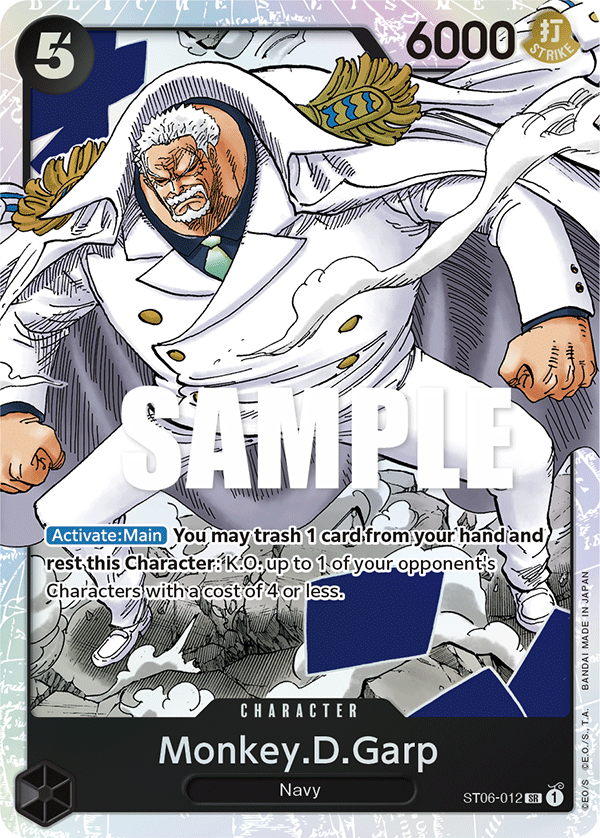 5
6000
打
STRIKE
SAMPLE
Activate:Main You may trash 1 card from your hand and
rest this Character: K.O. up to 1 of your opponent's
Characters with a cost of 4 or less.
CHARACTER
Monkey.D.Garp
Navy
ST06-012 SR 1
©EO/S ©E.O./S., T.A. BANDAI MADE IN JAPAN